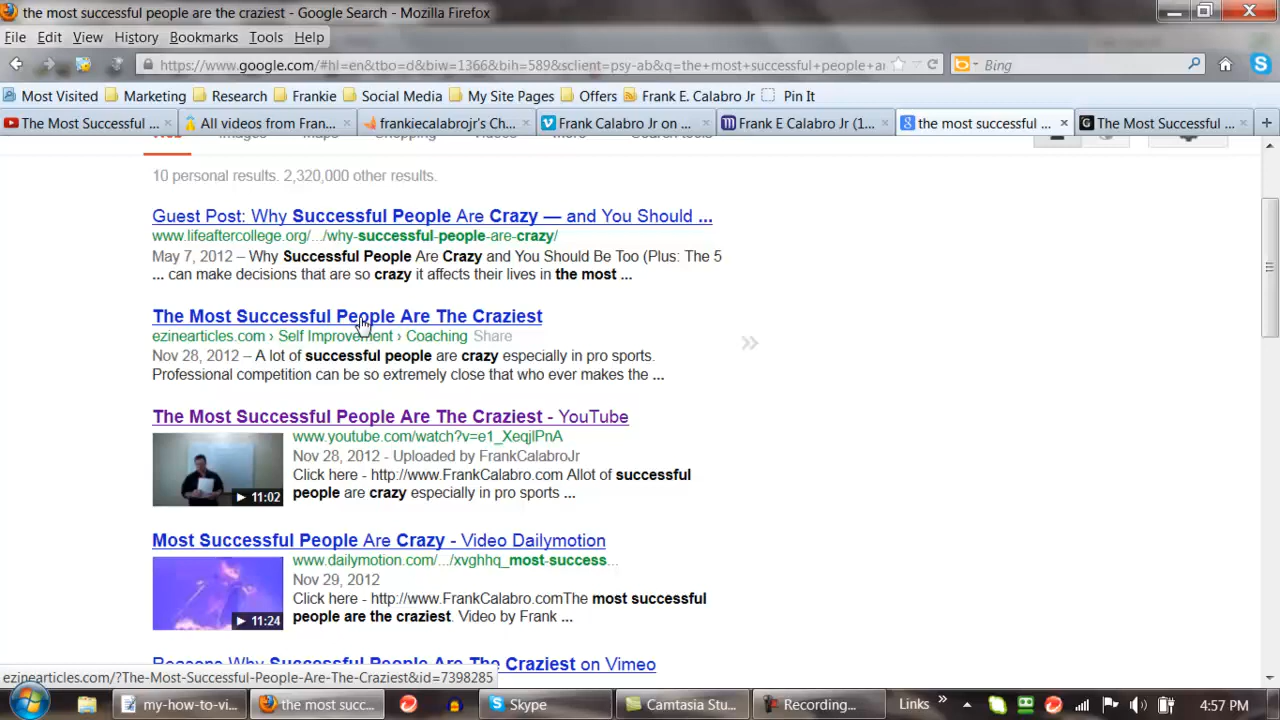 the most successful people are the craziest - Google Search - Mozilla Firefox
File Edit View History Bookmarks Tools Help
https://www.google.com/#hl=en&tbo=d&biw=1366&bih=589&sclient=psy-ab&q=the+most+successful+people+ar Bing
Most Visited Marketing Research Frankie Social Media My Site Pages Offers Frank E. Calabro Jr Pin It
The Most Successful ... All videos from Fran... frankiecalabrojr's Ch... Frank Calabro Jr on ... Frank E Calabro Jr (1... the most successful ... The Most Successful ...
Web Images Maps Shopping Videos More Search tools
10 personal results. 2,320,000 other results.
Guest Post: Why Successful People Are Crazy — and You Should ...
www.lifeaftercollege.org/.../why-successful-people-are-crazy/
May 7, 2012 – Why Successful People Are Crazy and You Should Be Too (Plus: The 5
... can make decisions that are so crazy it affects their lives in the most ...
The Most Successful People Are The Craziest
ezinearticles.com › Self Improvement › Coaching Share
Nov 28, 2012 – A lot of successful people are crazy especially in pro sports.
Professional competition can be so extremely close that who ever makes the ...
The Most Successful People Are The Craziest - YouTube
www.youtube.com/watch?v=e1_XeqjlPnA
Nov 28, 2012 - Uploaded by FrankCalabroJr
Click here - http://www.FrankCalabro.com Allot of successful
people are crazy especially in pro sports ...
11:02
Most Successful People Are Crazy - Video Dailymotion
www.dailymotion.com/.../xvghhq_most-success...
Nov 29, 2012
Click here - http://www.FrankCalabro.comThe most successful
people are the craziest. Video by Frank ...
11:24
Reasons Why Successful People Are The Craziest on Vimeo
ezinearticles.com/?The-Most-Successful-People-Are-The-Craziest&id=7398285
my-how-to-vi... the most succ... Skype Camtasia Stu... Recording... Links 4:57 PM